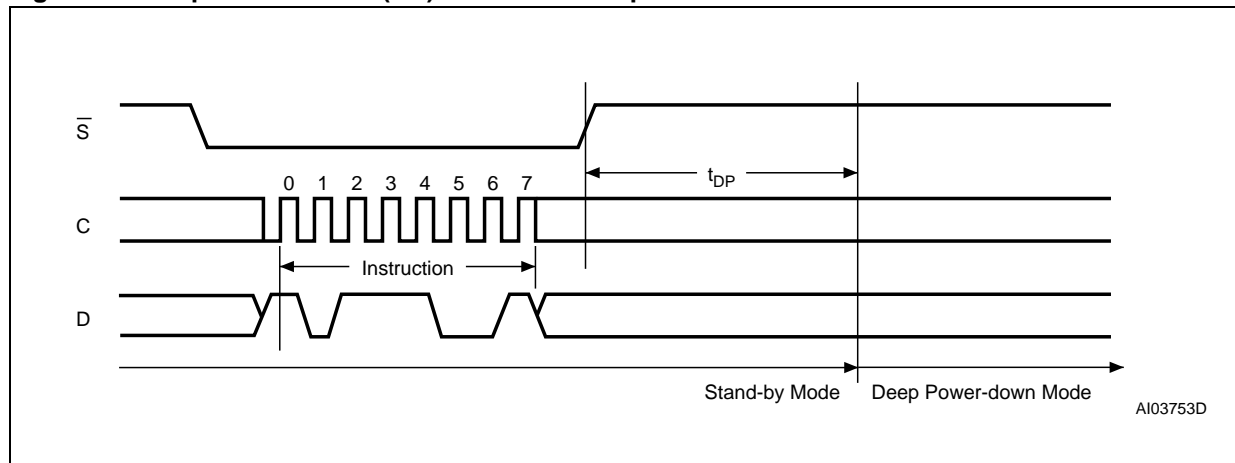 S
0 1 2 3 4 5 6 7
tDP
C
Instruction
D
Stand-by Mode Deep Power-down Mode
AI03753D